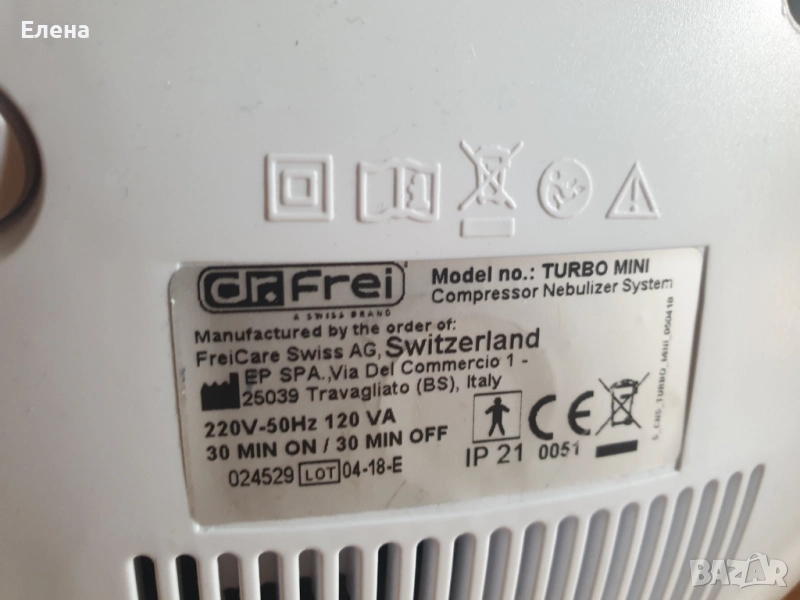 Елена
dr.Frei
A SWISS BRAND
Model no.: TURBO MINI
Compressor Nebulizer System
Manufactured by the order of:
FreiCare Swiss AG, Switzerland
EP SPA.,Via Del Commercio 1 -
25039 Travagliato (BS), Italy
220V-50Hz 120 VA
30 MIN ON / 30 MIN OFF
024529 LOT 04-18-E
IP 21 0051
S_ENS_TURBO_MINI_050418
BAZAR